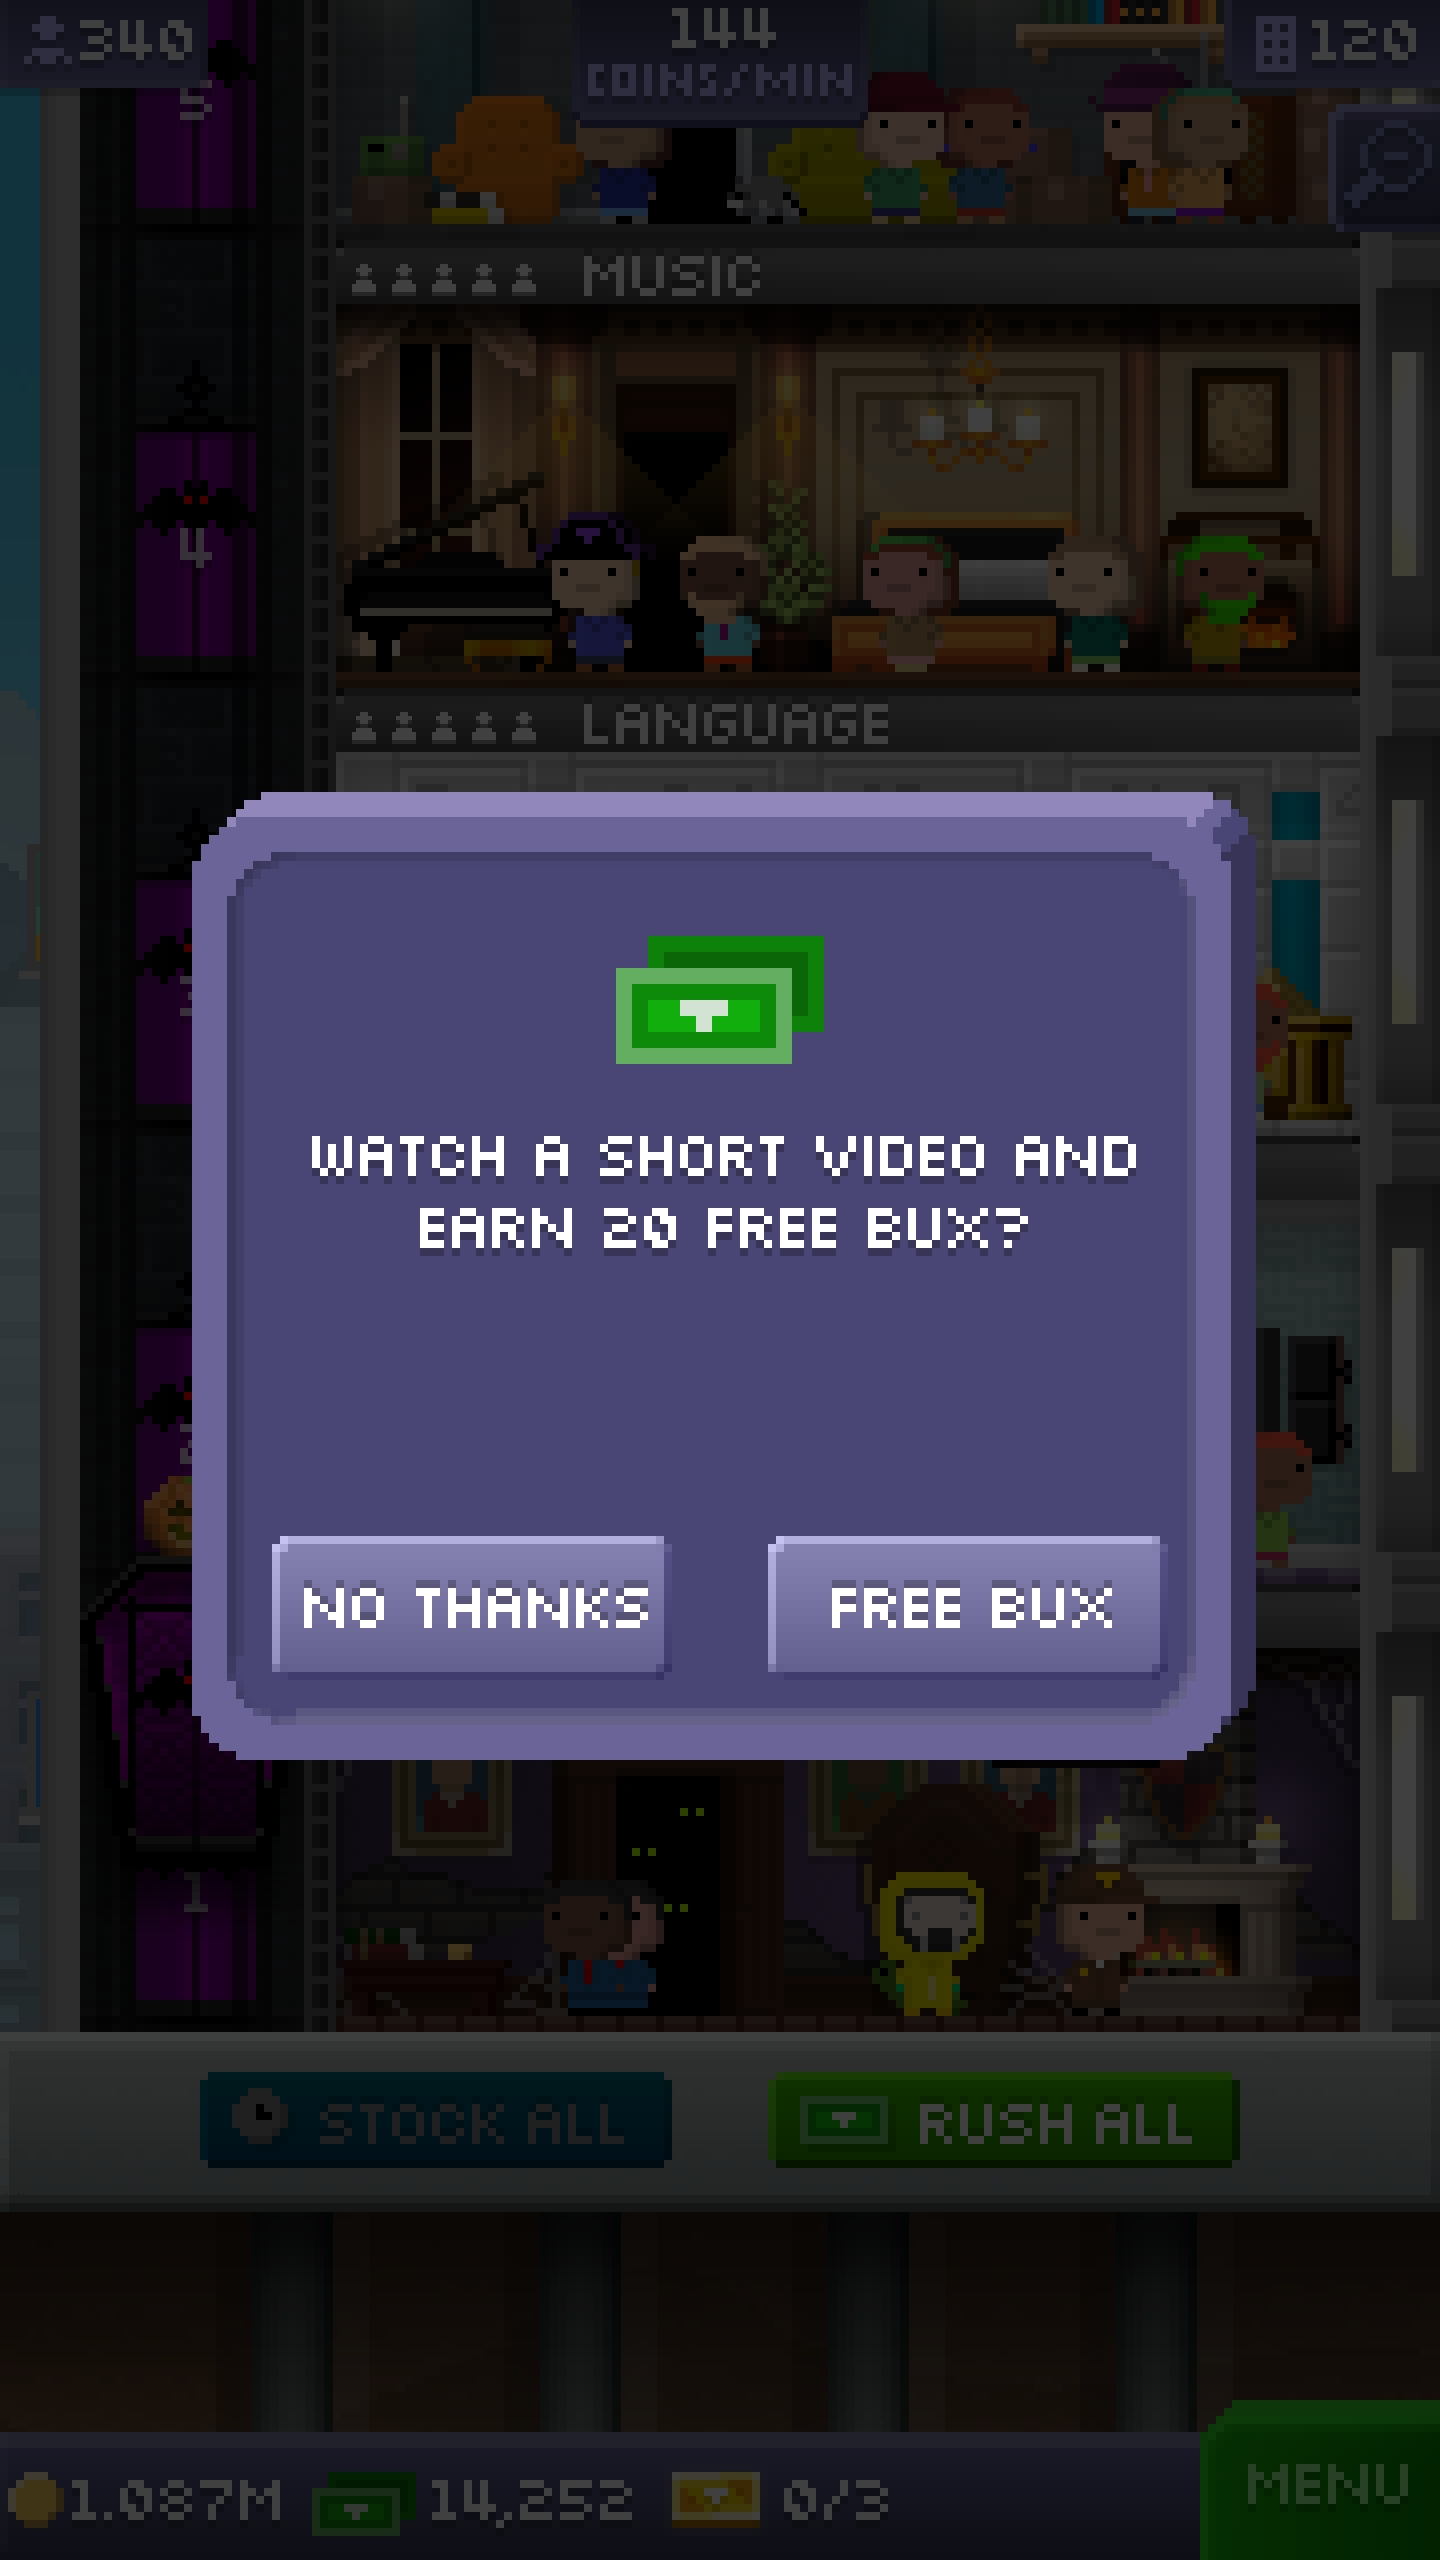 340
144
COINS/MIN
120
5
MUSIC
4
LANGUAGE
WATCH A SHORT VIDEO AND
EARN 20 FREE BUX?
NO THANKS
FREE BUX
1
STOCK ALL
RUSH ALL
1.087M
14,252
0/3
MENU